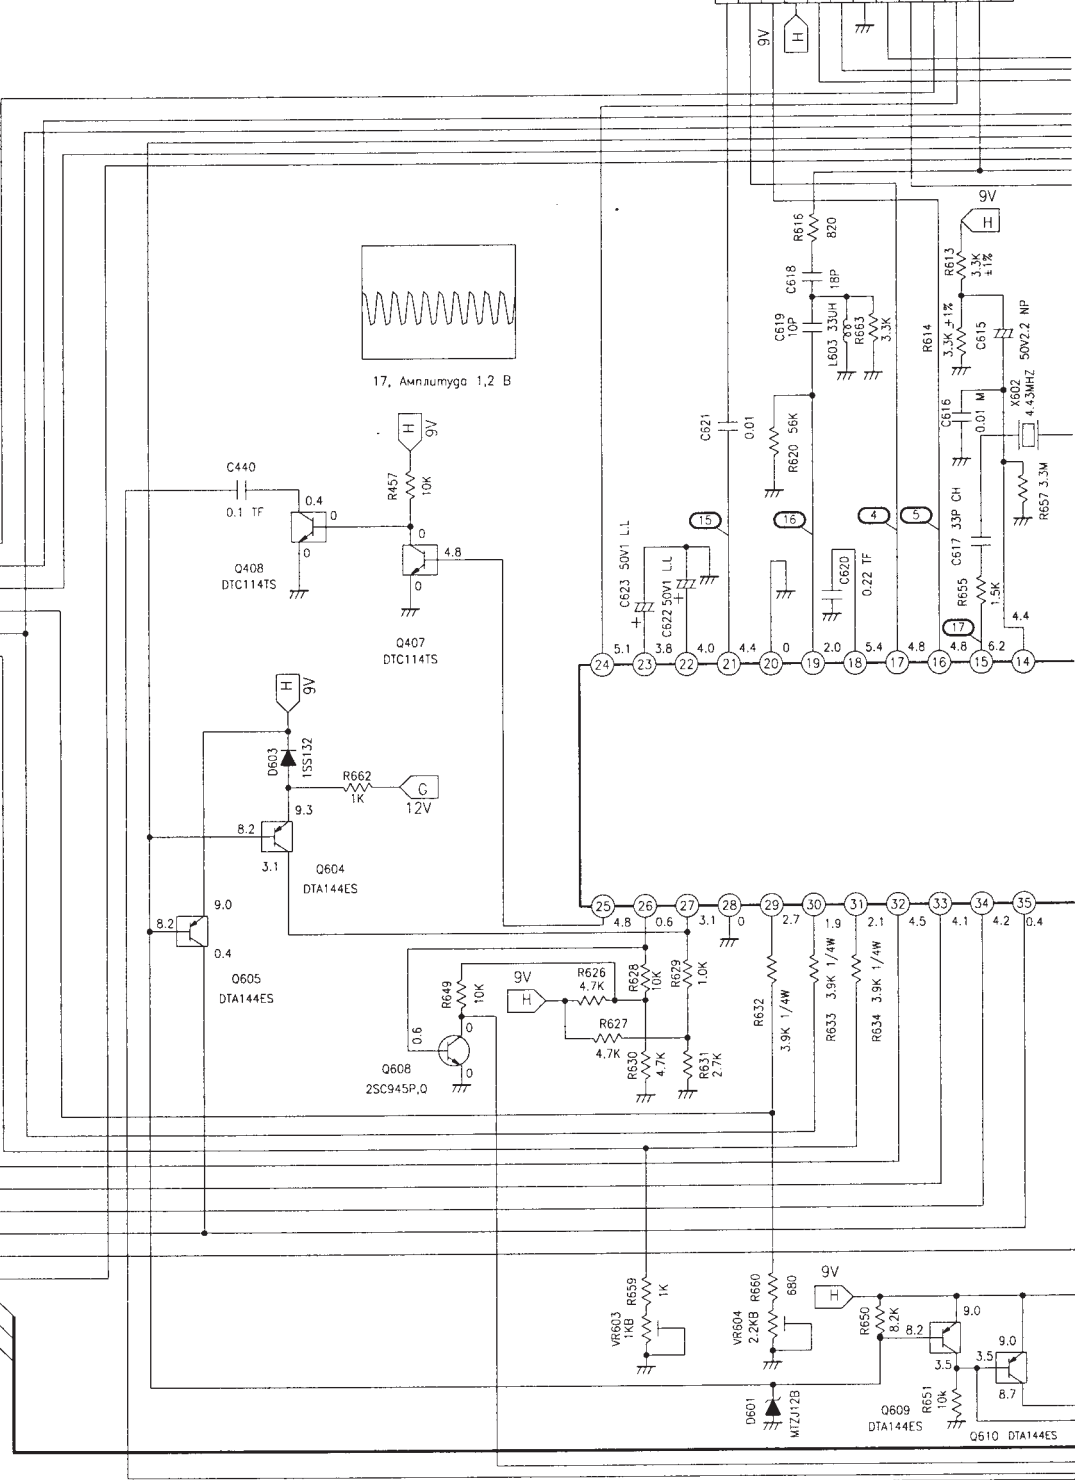 9V
H
9V
H
R616
820
R613
3.3K
±1%
C618
18P
C619
10P
L603 33UH
R663
3.3K
R614
3.3K ±1%
C615
50V2.2 NP
X602
4.43MHZ
C616
0.01 M
17, Амплитуда 1,2 В
H
9V
C621
0.01
R620 56K
R657 3.3M
C440
0.1 TF
R457
10K
0.4
0
0
0
4.8
0
Q408
DTC114TS
Q407
DTC114TS
15
16
4
5
17
C623 50V1 L.L
+
C622 50V1 L.L
+
C620
0.22 TF
C617 33P CH
R655
1.5K
4.4
24
5.1
23
3.8
22
4.0
21
4.4
20
0
19
2.0
18
5.4
17
4.8
16
4.8
15
6.2
14
H
9V
D603
1SS132
R662
1K
G
12V
9.3
8.2
3.1
Q604
DTA144ES
9.0
8.2
0.4
Q605
DTA144ES
25
4.8
26
0.6
27
3.1
28
0
29
2.7
30
1.9
31
2.1
32
4.5
33
4.1
34
4.2
35
0.4
R649
10K
9V
H
R626
4.7K
R628
10K
R629
1.0K
R627
4.7K
R630
4.7K
R631
2.7K
R632
3.9K 1/4W
R633 3.9K 1/4W
R634 3.9K 1/4W
0.6
0
0
Q608
2SC945P,Q
R659
1K
VR603
1KB
R660
680
VR604
2.2KB
9V
H
R650
8.2K
8.2
9.0
3.5
9.0
3.5
8.7
R651
10k
D601
MTZJ12B
Q609
DTA144ES
Q610 DTA144ES